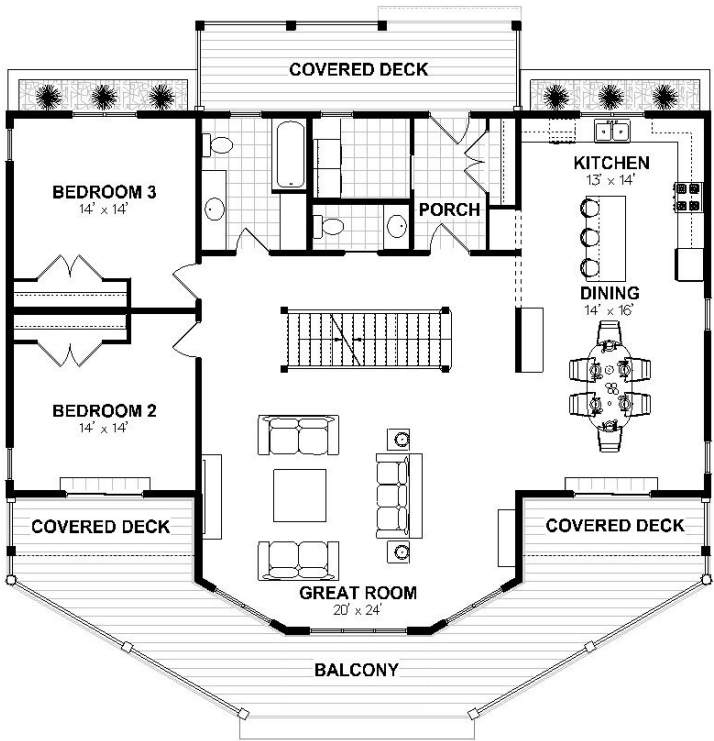 COVERED DECK
KITCHEN
13' x 14'
BEDROOM 3
14' x 14'
PORCH
DINING
14' x 16'
BEDROOM 2
14' x 14'
COVERED DECK
COVERED DECK
GREAT ROOM
20' x 24'
BALCONY